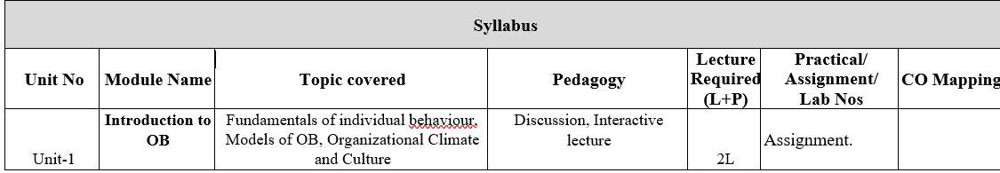 Syllabus
Unit No
Module Name
Topic covered
Pedagogy
Lecture
Required
(L+P)
Practical/
Assignment/
Lab Nos
CO Mapping
Unit-1
Introduction to
OB
Fundamentals of individual behaviour,
Models of OB, Organizational Climate
and Culture
Discussion, Interactive
lecture
2L
Assignment.